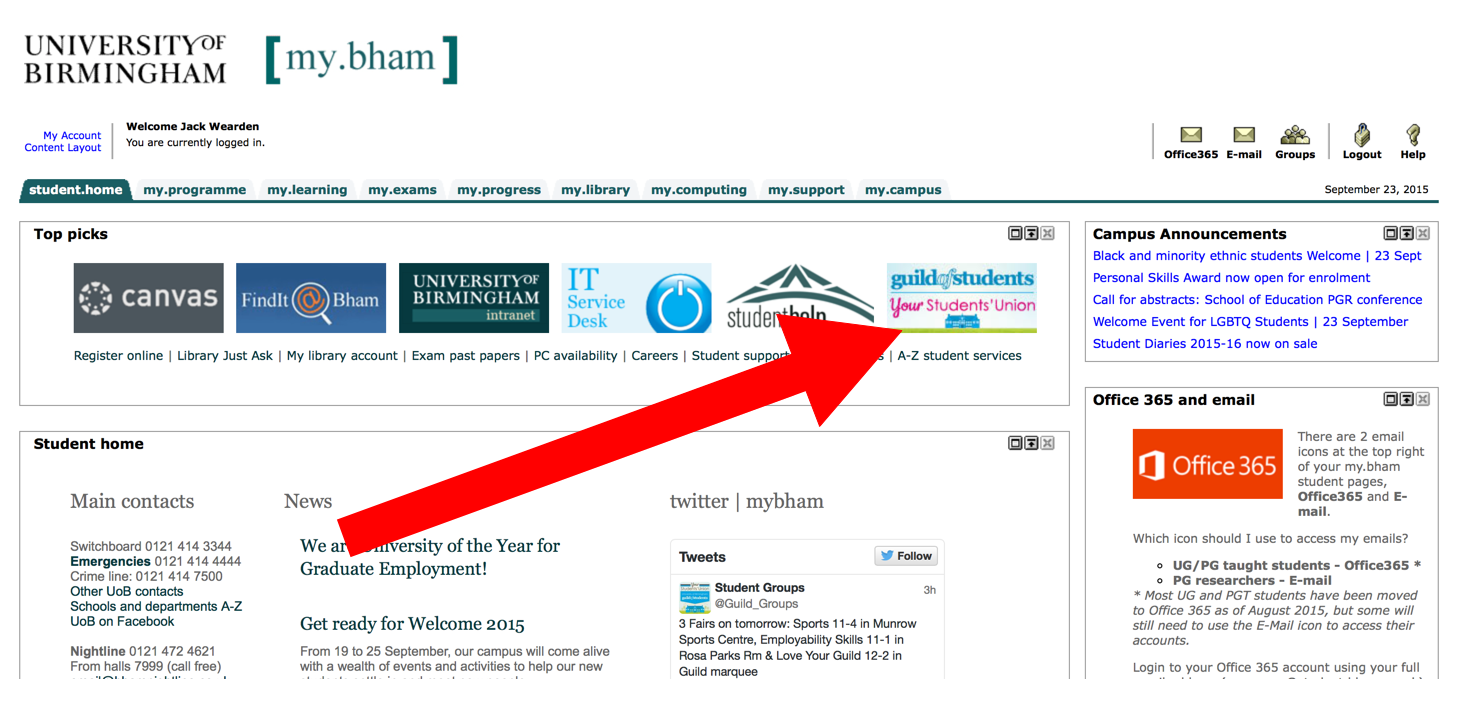 UNIVERSITY OF
BIRMINGHAM
[my.bham]
My Account
Content Layout
Welcome Jack Wearden
You are currently logged in.
Office365 E-mail Groups Logout Help
student.home my.programme my.learning my.exams my.progress my.library my.computing my.support my.campus
September 23, 2015
Top picks
canvas
FindIt@Bham
UNIVERSITY OF
BIRMINGHAM
intranet
IT
Service
Desk
studenthelp
guildofstudents
Your Students'Union
Register online | Library Just Ask | My library account | Exam past papers | PC availability | Careers | Student support | A-Z student services
Campus Announcements
Black and minority ethnic students Welcome | 23 Sept
Personal Skills Award now open for enrolment
Call for abstracts: School of Education PGR conference
Welcome Event for LGBTQ Students | 23 September
Student Diaries 2015-16 now on sale
Student home
Main contacts
Switchboard 0121 414 3344
Emergencies 0121 414 4444
Crime line: 0121 414 7500
Other UoB contacts
Schools and departments A-Z
UoB on Facebook
Nightline 0121 472 4621
From halls 7999 (call free)
News
We are University of the Year for
Graduate Employment!
Get ready for Welcome 2015
From 19 to 25 September, our campus will come alive
with a wealth of events and activities to help our new
twitter | mybham
Tweets
Follow
Student Groups
3h
@Guild_Groups
3 Fairs on tomorrow: Sports 11-4 in Munrow
Sports Centre, Employability Skills 11-1 in
Rosa Parks Rm & Love Your Guild 12-2 in
Guild marquee
Office 365 and email
Office 365
There are 2 email
icons at the top right
of your my.bham
student pages,
Office365 and E-
mail.
Which icon should I use to access my emails?
UG/PG taught students - Office365 *
PG researchers - E-mail
* Most UG and PGT students have been moved
to Office 365 as of August 2015, but some will
still need to use the E-Mail icon to access their
accounts.
Login to your Office 365 account using your full